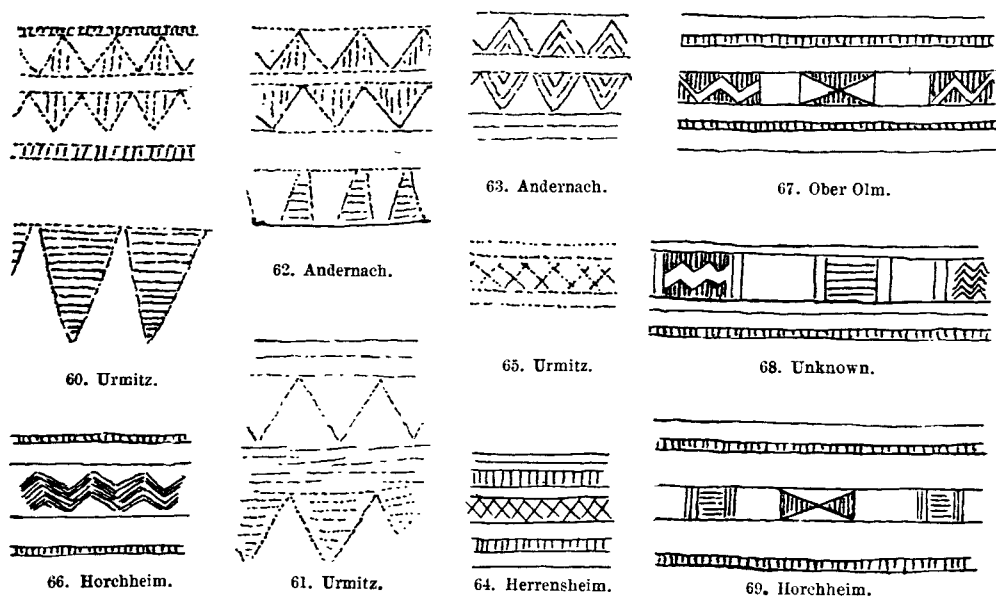 63. Andernach.
67. Ober Olm.
62. Andernach.
60. Urmitz.
65. Urmitz.
68. Unknown.
66. Horchheim.
61. Urmitz.
64. Herrensheim.
69. Horchheim.